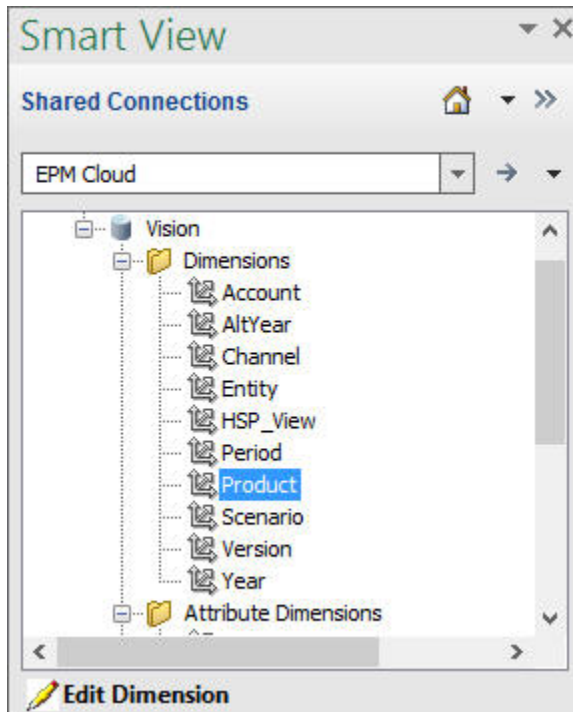 Smart View
Shared Connections
EPM Cloud
Vision
Dimensions
Account
AltYear
Channel
Entity
HSP_View
Period
Product
Scenario
Version
Year
Attribute Dimensions
Edit Dimension